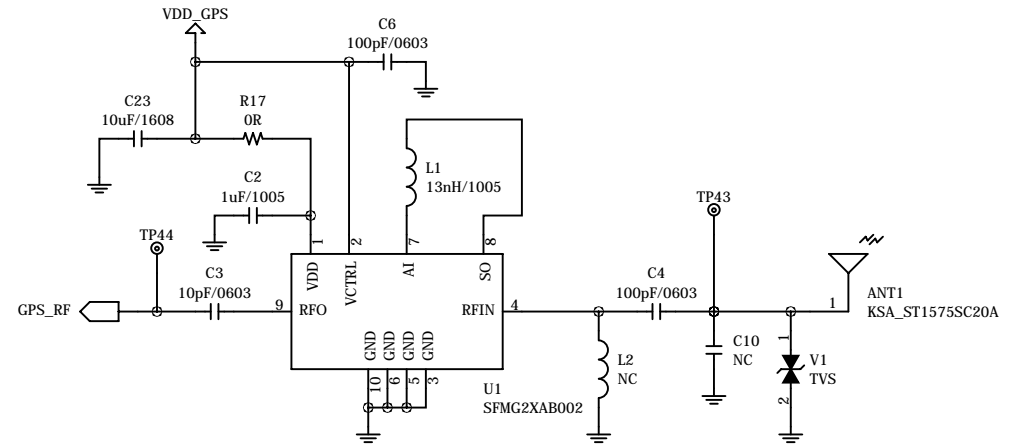 VDD_GPS
C6
100pF/0603
C23
10uF/1608
R17
0R
L1
13nH/1005
C2
1uF/1005
TP43
TP44
1
2
7
8
VDD
VCTRL
AI
SO
C3
10pF/0603
C4
100pF/0603
ANT1
KSA_ST1575SC20A
1
GPS_RF
9
RFO
RFIN
4
GND
GND
GND
GND
10
6
5
3
U1
SFMG2XAB002
L2
NC
C10
NC
1
V1
TVS
2